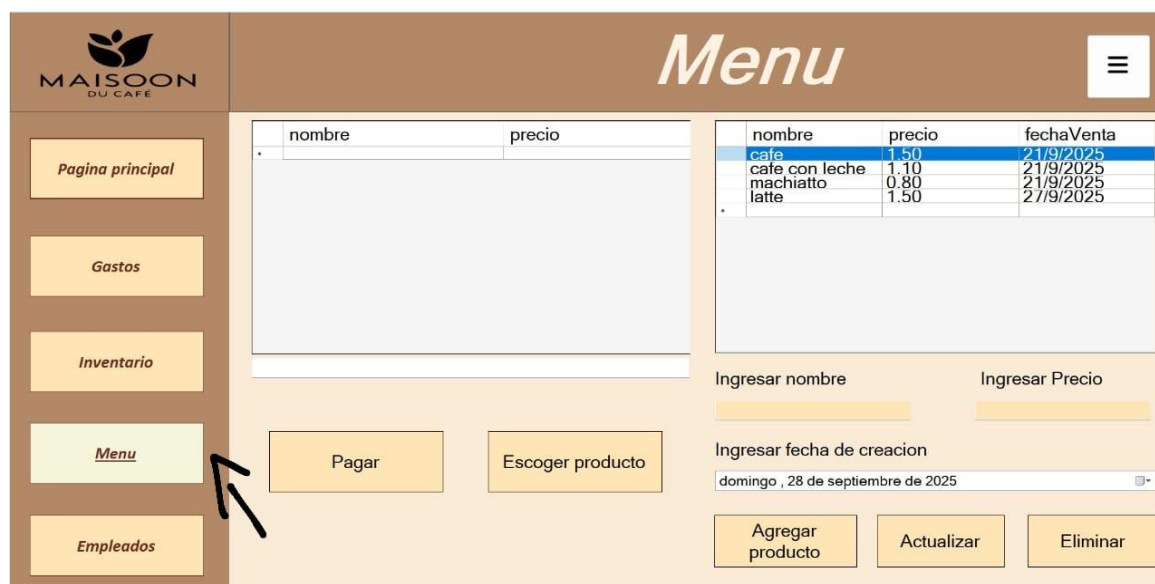 MAISOON
DU CAFÉ
Menu
Pagina principal
Gastos
Inventario
Menu
Empleados
nombre precio
nombre precio fechaVenta
cafe 1.50 21/9/2025
cafe con leche 1.10 21/9/2025
machiatto 0.80 21/9/2025
latte 1.50 27/9/2025
Ingresar nombre Ingresar Precio
Pagar
Escoger producto
Ingresar fecha de creacion
domingo , 28 de septiembre de 2025
Agregar
producto
Actualizar
Eliminar